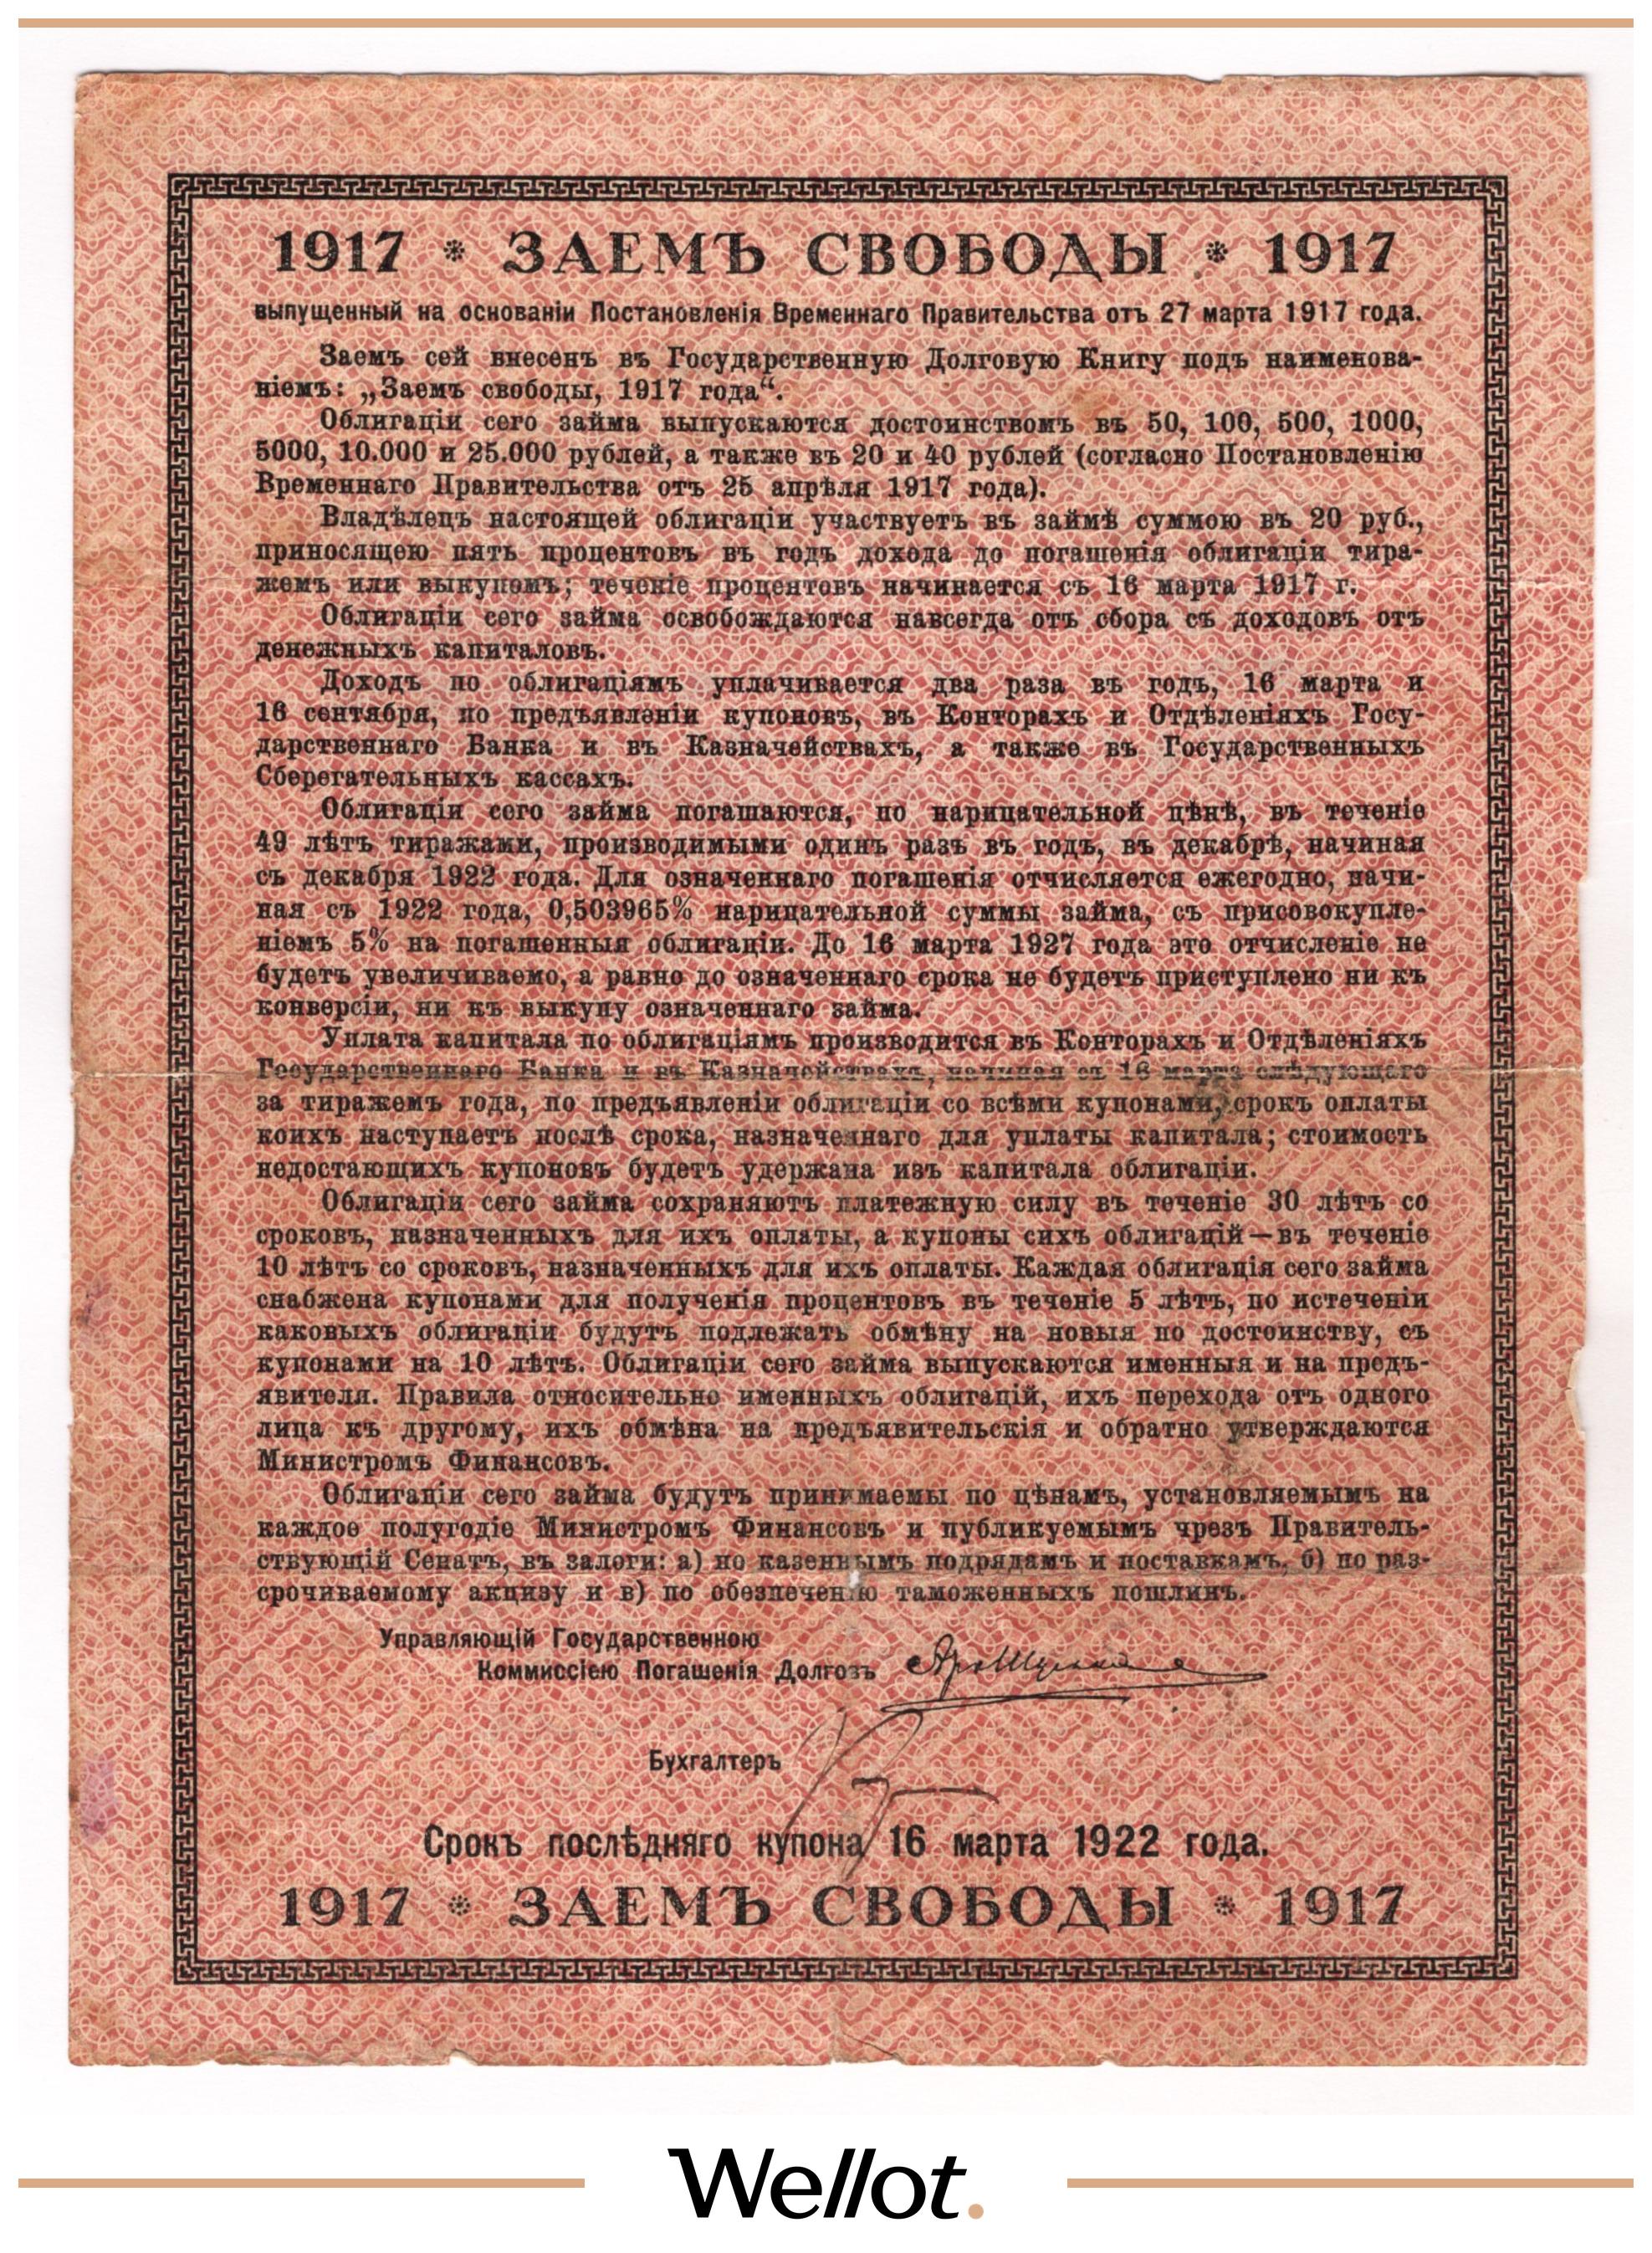 1917 * ЗАЕМЪ СВОБОДЫ * 1917
выпущенный на основаніи Постановленія Временнаго Правительства отъ 27 марта 1917 года.
Заемъ сей внесенъ въ Государственную Долговую Книгу подъ наименова-
ніемъ: „Заемъ свободы, 1917 года“.
Облигаціи сего займа выпускаются достоинствомъ въ 50, 100, 500, 1000,
5000, 10.000 и 25.000 рублей, а также въ 20 и 40 рублей (согласно Постановленію
Временнаго Правительства отъ 25 апрѣля 1917 года).
Владѣлецъ настоящей облигаціи участвуетъ въ займѣ суммою въ 20 руб.,
приносящею пять процентовъ въ годъ дохода до погашенія облигаціи тира-
жемъ или выкупомъ; теченіе процентовъ начинается съ 16 марта 1917 г.
Облигаціи сего займа освобождаются навсегда отъ сбора съ доходовъ отъ
денежныхъ капиталовъ.
Доходъ по облигаціямъ уплачивается два раза въ годъ, 16 марта и
16 сентября, по предъявленіи купоновъ, въ Конторахъ и Отдѣленіяхъ Госу-
дарственнаго Банка и въ Казначействахъ, а также въ Государственныхъ
Сберегательныхъ кассахъ.
Облигаціи сего займа погашаются, по нарицательной цѣнѣ, въ теченіе
49 лѣтъ тиражами, производимыми одинъ разъ въ годъ, въ декабрѣ, начиная
съ декабря 1922 года. Для означеннаго погашенія отчисляется ежегодно, начи-
ная съ 1922 года, 0,503965% нарицательной суммы займа, съ присовокупле-
ніемъ 5% на погашенныя облигаціи. До 16 марта 1927 года это отчисленіе не
будетъ увеличиваемо, а равно до означеннаго срока не будетъ приступлено ни къ
конверсіи, ни къ выкупу означеннаго займа.
Уплата капитала по облигаціямъ производится въ Конторахъ и Отдѣленіяхъ
Государственнаго Банка и въ Казначействахъ, начиная съ 16 марта слѣдующаго
за тиражемъ года, по предъявленіи облигаціи со всѣми купонами, срокъ оплаты
коихъ наступаетъ послѣ срока, назначеннаго для уплаты капитала; стоимость
недостающихъ купоновъ будетъ удержана изъ капитала облигаціи.
Облигаціи сего займа сохраняютъ платежную силу въ теченіе 30 лѣтъ со
сроковъ, назначенныхъ для ихъ оплаты, а купоны сихъ облигацій—въ теченіе
10 лѣтъ со сроковъ, назначенныхъ для ихъ оплаты. Каждая облигація сего займа
снабжена купонами для полученія процентовъ въ теченіе 5 лѣтъ, по истеченіи
каковыхъ облигаціи будутъ подлежать обмѣну на новыя по достоинству, съ
купонами на 10 лѣтъ. Облигаціи сего займа выпускаются именныя и на предъ-
явителя. Правила относительно именныхъ облигацій, ихъ перехода отъ одного
лица къ другому, ихъ обмѣна на предъявительскія и обратно утверждаются
Министромъ Финансовъ.
Облигаціи сего займа будутъ принимаемы по цѣнамъ, установляемымъ на
каждое полугодіе Министромъ Финансовъ и публикуемымъ чрезъ Правитель-
ствующій Сенатъ, въ залоги: а) по казеннымъ подрядамъ и поставкамъ, б) по раз-
срочиваемому акцизу и в) по обезпеченію таможенныхъ пошлинъ.
Управляющій Государственною
Коммиссіею Погашенія Долговъ
Бухгалтеръ
Срокъ послѣдняго купона 16 марта 1922 года.
1917 * ЗАЕМЪ СВОБОДЫ * 1917
Wellot.